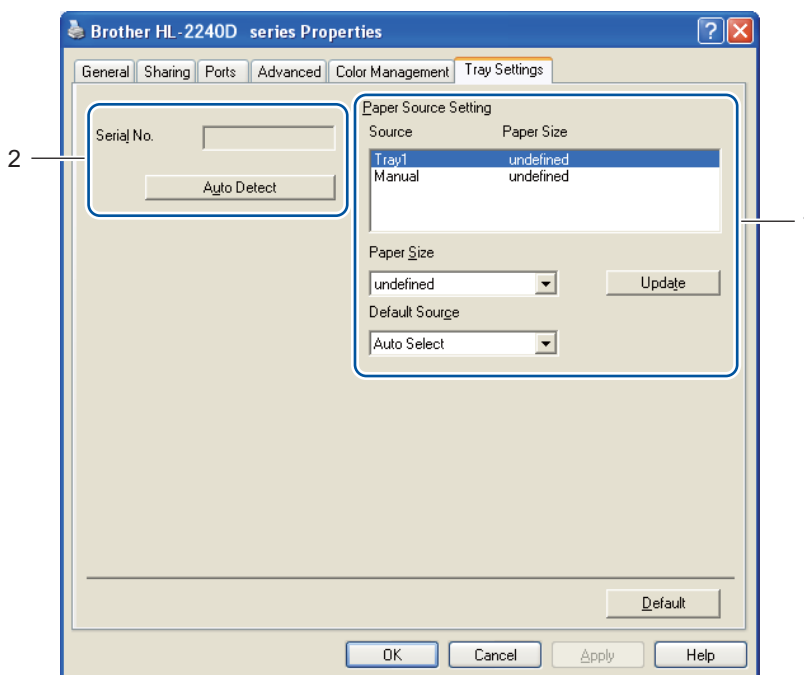 Brother HL-2240D series Properties
General Sharing Ports Advanced Color Management Tray Settings
2
Serial No.
Auto Detect
Paper Source Setting
Source Paper Size
Tray1 undefined
Manual undefined
Paper Size
undefined
Update
Default Source
Auto Select
Default
OK Cancel Apply Help